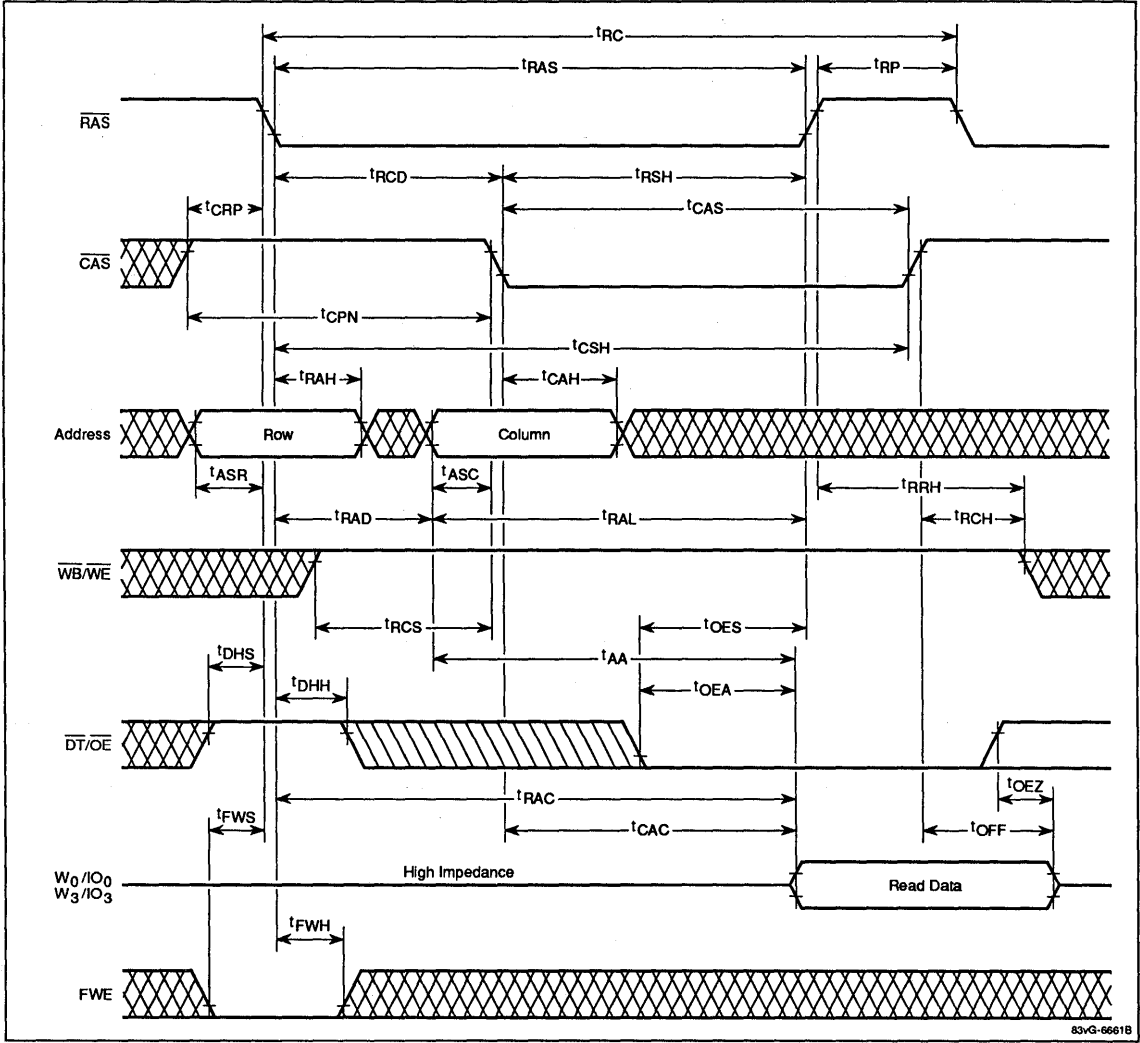 tRC
tRAS
tRP
RAS
tRCD
tRSH
tCRP
tCAS
CAS
tCPN
tCSH
tRAH
tCAH
Address
Row
Column
tASR
tASC
tRRH
tRAD
tRAL
tRCH
WB/WE
tRCS
tOES
tDHS
tAA
tDHH
tOEA
DT/OE
tRAC
tOEZ
tFWS
tCAC
tOFF
W0/IO0
W3/IO3
High Impedance
Read Data
tFWH
FWE
83vG-6661B